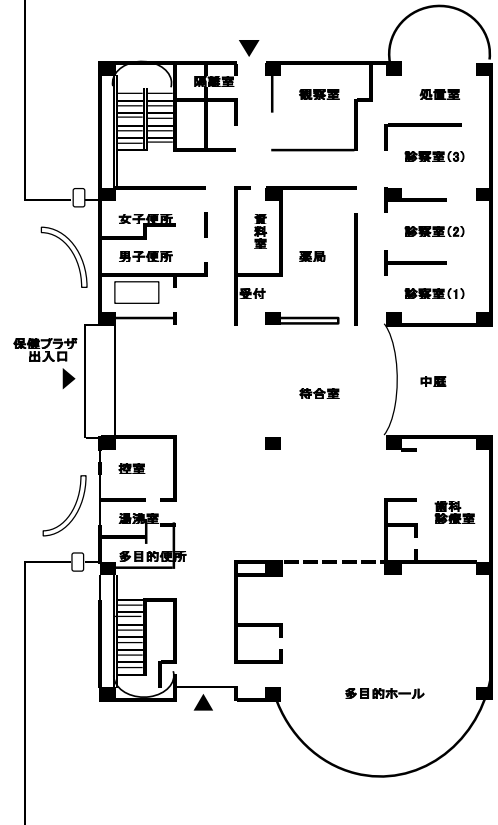 隔離室
観察室
処置室
診察室(3)
女子便所
資料室
診察室(2)
男子便所
薬局
受付
診察室(1)
保健プラザ
出入口
待合室
中庭
控室
湯沸室
歯科
診療室
多目的便所
多目的ホール